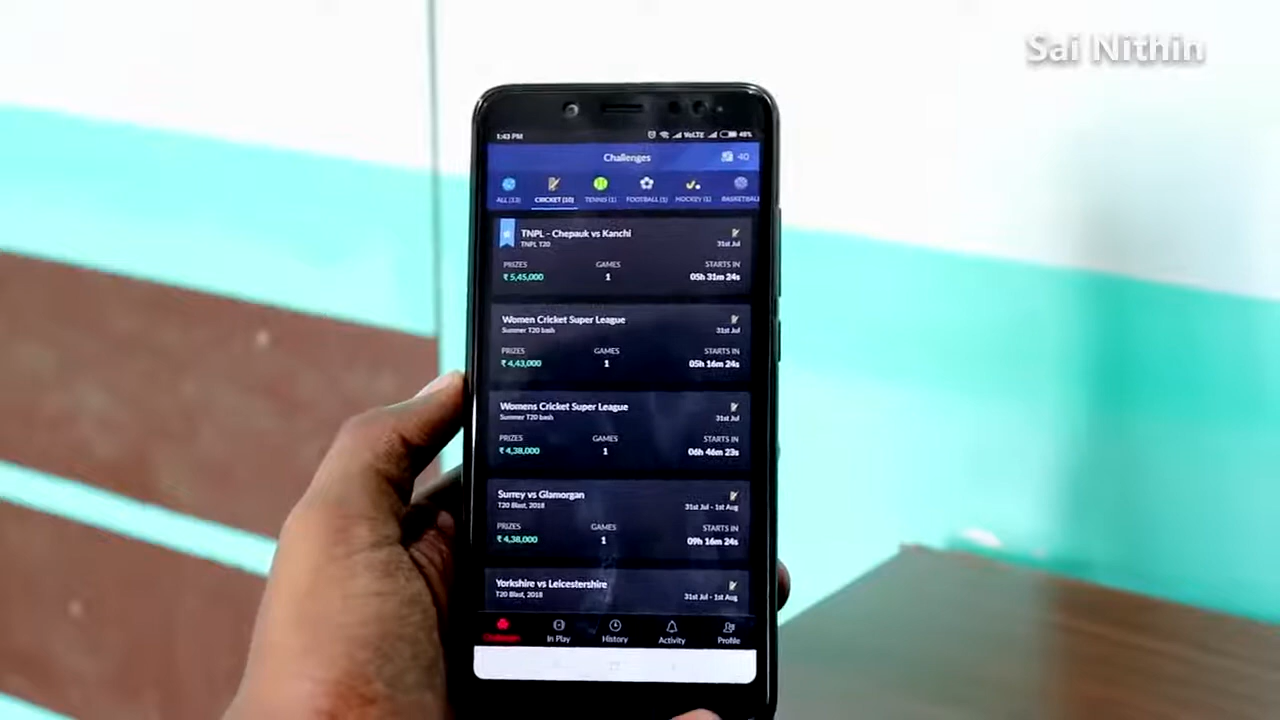 Sai Nithin
1:43 PM VoLTE 48%
Challenges 40
ALL (13) CRICKET (10) TENNIS (1) FOOTBALL (1) HOCKEY (1) BASKETBALL
TNPL - Chepauk vs Kanchi
TNPL T20 31st Jul
PRIZES GAMES STARTS IN
₹ 5,45,000 1 05h 31m 24s
Women Cricket Super League
Summer T20 bash 31st Jul
PRIZES GAMES STARTS IN
₹ 4,43,000 1 05h 16m 24s
Womens Cricket Super League
Summer T20 bash 31st Jul
PRIZES GAMES STARTS IN
₹ 4,38,000 1 06h 46m 23s
Surrey vs Glamorgan
T20 Blast, 2018 31st Jul - 1st Aug
PRIZES GAMES STARTS IN
₹ 4,38,000 1 09h 16m 24s
Yorkshire vs Leicestershire
T20 Blast, 2018 31st Jul - 1st Aug
Challenges In Play History Activity Profile